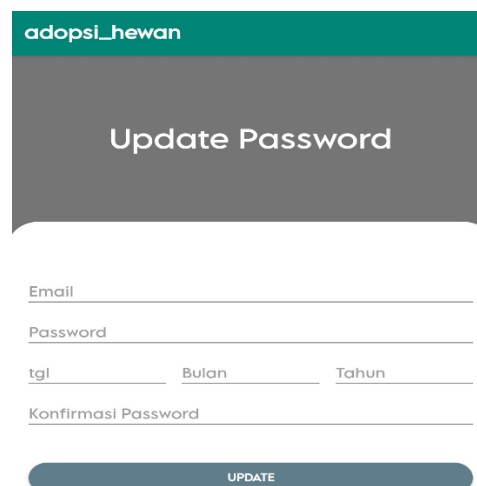 adopsi_hewan
Update Password
Email
Password
tgl Bulan Tahun
Konfirmasi Password
UPDATE